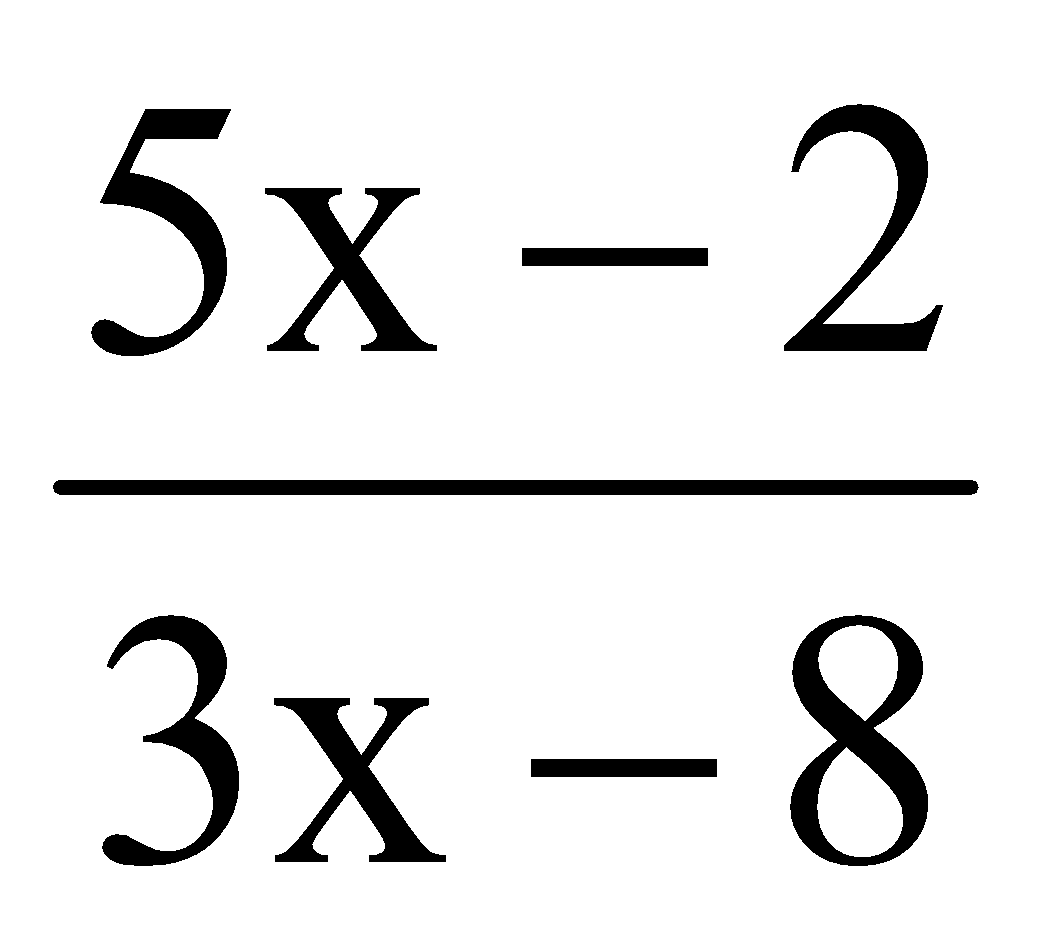 5x – 2
3x – 8